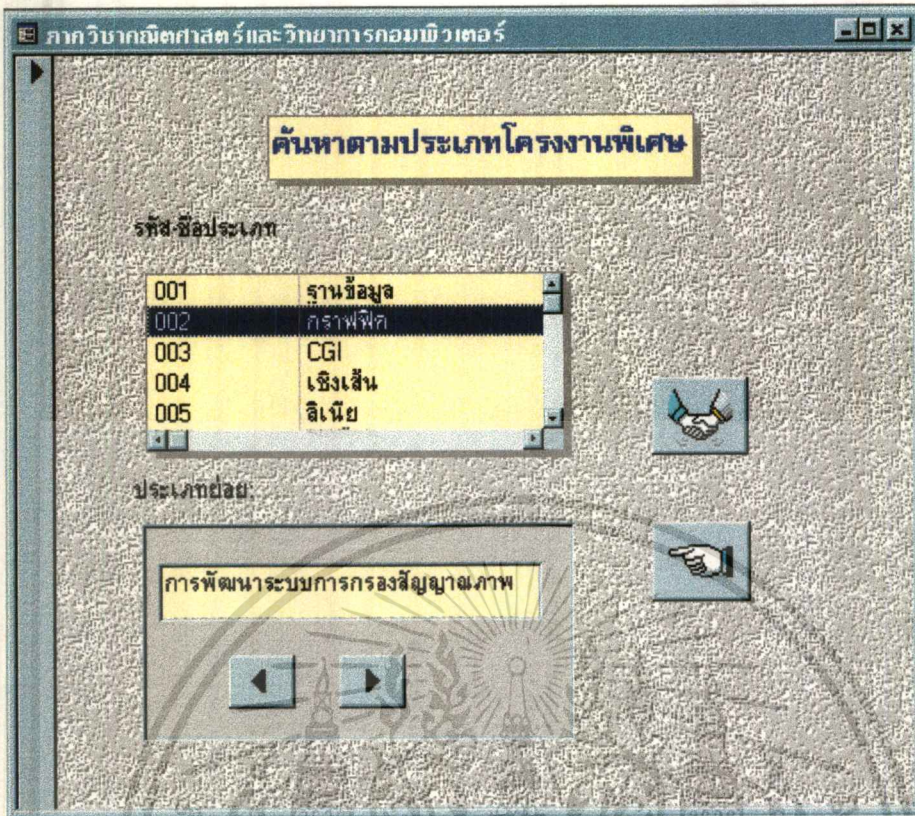 ภาควิชาคณิตศาสตร์และวิทยาการคอมพิวเตอร์
ค้นหาตามประเภทโครงงานพิเศษ
รหัส-ชื่อประเภท
001 ฐานข้อมูล
002 กราฟฟิค
003 CGI
004 เชิงเส้น
005 ลิเนีย
ประเภทย่อย:
การพัฒนาระบบการกรองสัญญาณภาพ